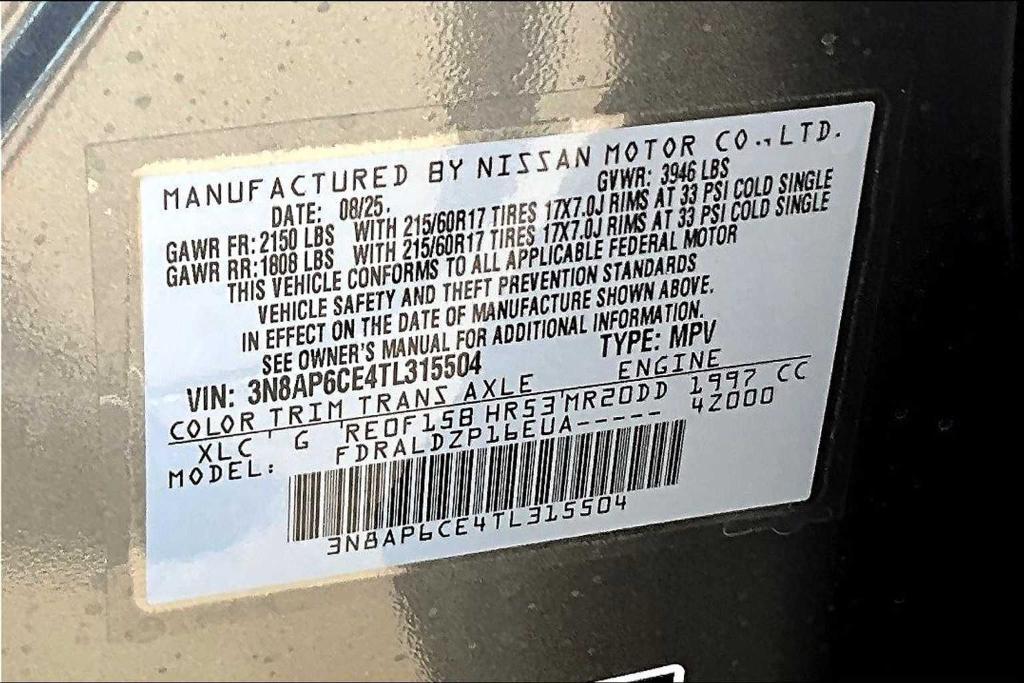 MANUFACTURED BY NISSAN MOTOR CO., LTD.
DATE: 08/25. GVWR: 3946 LBS
GAWR FR: 2150 LBS WITH 215/60R17 TIRES 17X7.0J RIMS AT 33 PSI COLD SINGLE
GAWR RR: 1808 LBS WITH 215/60R17 TIRES 17X7.0J RIMS AT 33 PSI COLD SINGLE
THIS VEHICLE CONFORMS TO ALL APPLICABLE FEDERAL MOTOR
VEHICLE SAFETY AND THEFT PREVENTION STANDARDS
IN EFFECT ON THE DATE OF MANUFACTURE SHOWN ABOVE.
SEE OWNER'S MANUAL FOR ADDITIONAL INFORMATION.
VIN: 3N8AP6CE4TL315504 TYPE: MPV
COLOR TRIM TRANS AXLE ENGINE
XLC G RE0F15B HR53 MR20DD 1997 CC
MODEL: FDRALDZP16EUA----- 4Z000
3N8AP6CE4TL315504